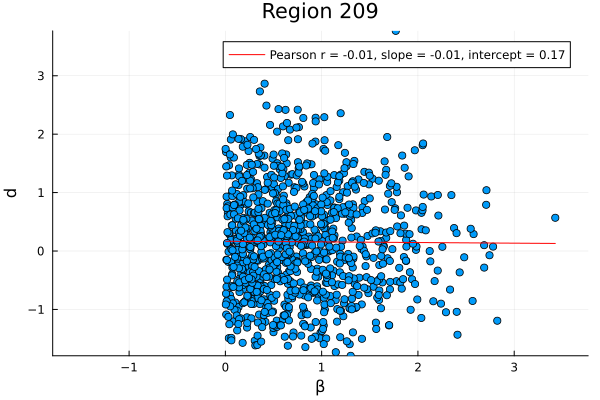 Region 209
Pearson r = -0.01, slope = -0.01, intercept = 0.17
d
3
2
1
0
−1
−1
0
1
2
3
β